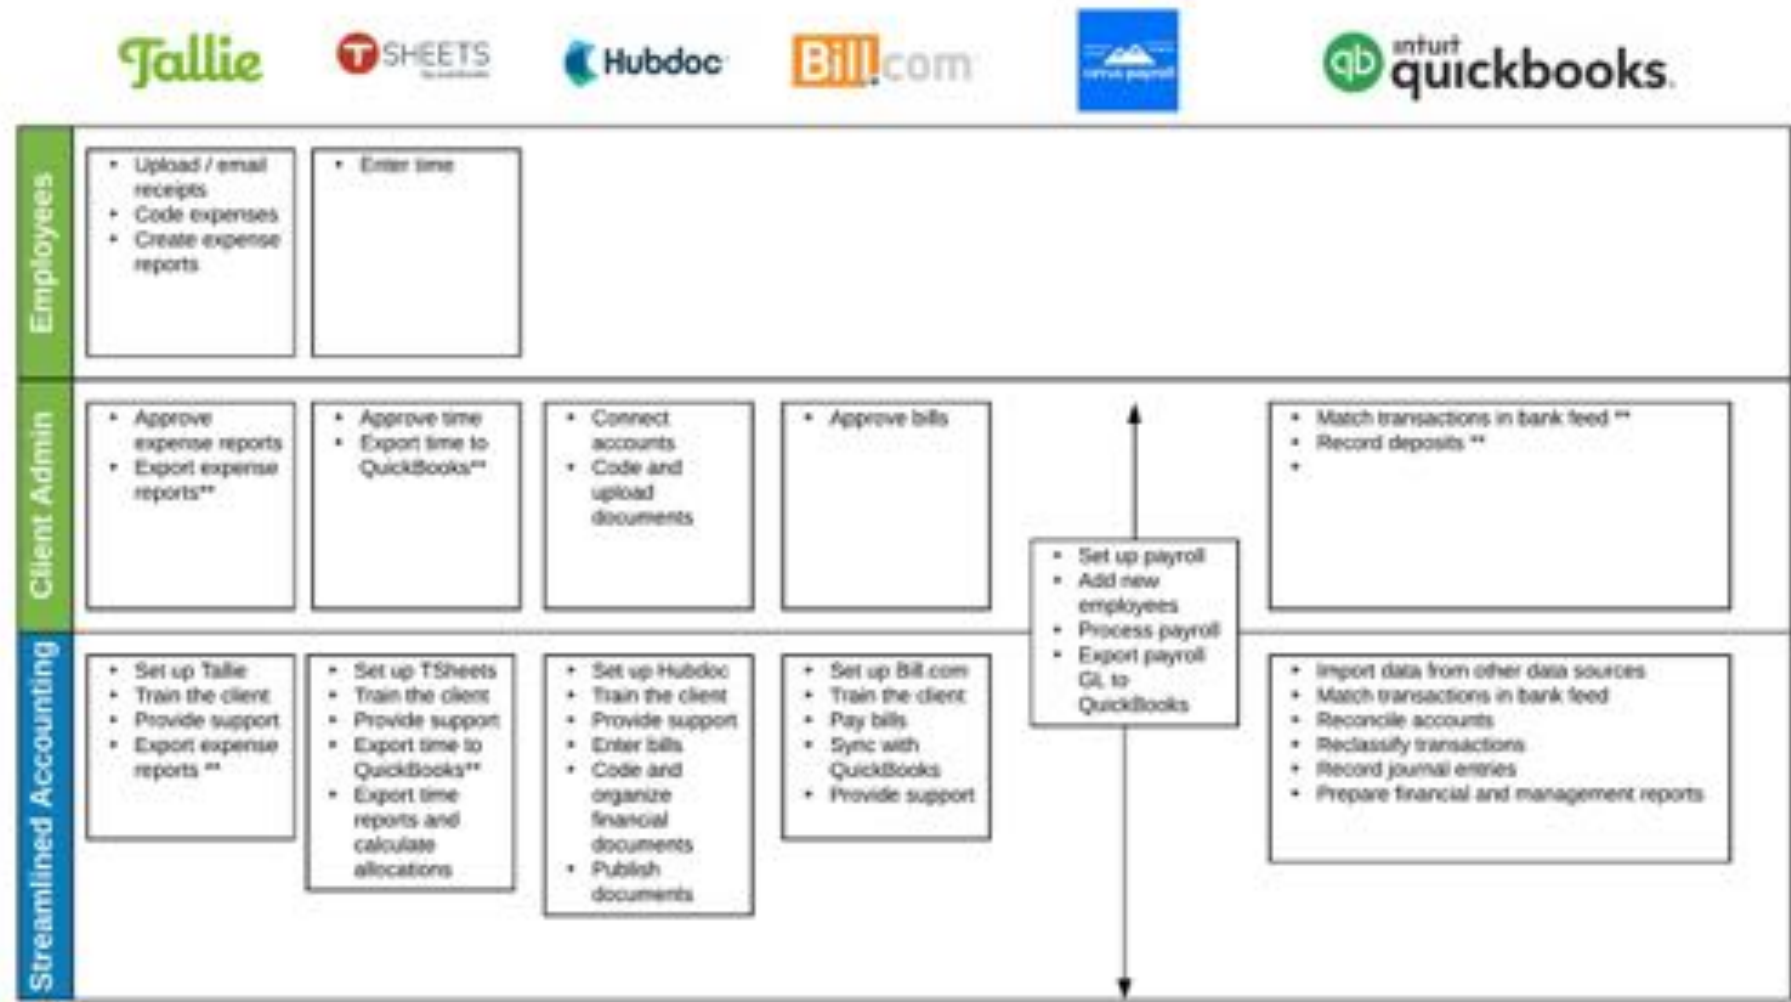 Tallie
T SHEETS
Hubdoc
Bill.com
payroll
intuit
qb quickbooks.
Employees
• Upload / email
receipts
• Code expenses
• Create expense
reports
• Enter time
Client Admin
• Approve
expense reports
• Export expense
reports**
• Approve time
• Export time to
QuickBooks**
• Connect
accounts
• Code and
upload
documents
• Approve bills
• Set up payroll
• Add new
employees
• Process payroll
• Export payroll
GL to
QuickBooks
• Match transactions in bank feed **
• Record deposits **
•
Streamlined Accounting
• Set up Tallie
• Train the client
• Provide support
• Export expense
reports **
• Set up TSheets
• Train the client
• Provide support
• Export time to
QuickBooks**
• Export time
reports and
calculate
allocations
• Set up Hubdoc
• Train the client
• Provide support
• Enter bills
• Code and
organize
financial
documents
• Publish
documents
• Set up Bill.com
• Train the client
• Pay bills
• Sync with
QuickBooks
• Provide support
• Import data from other data sources
• Match transactions in bank feed
• Reconcile accounts
• Reclassify transactions
• Record journal entries
• Prepare financial and management reports